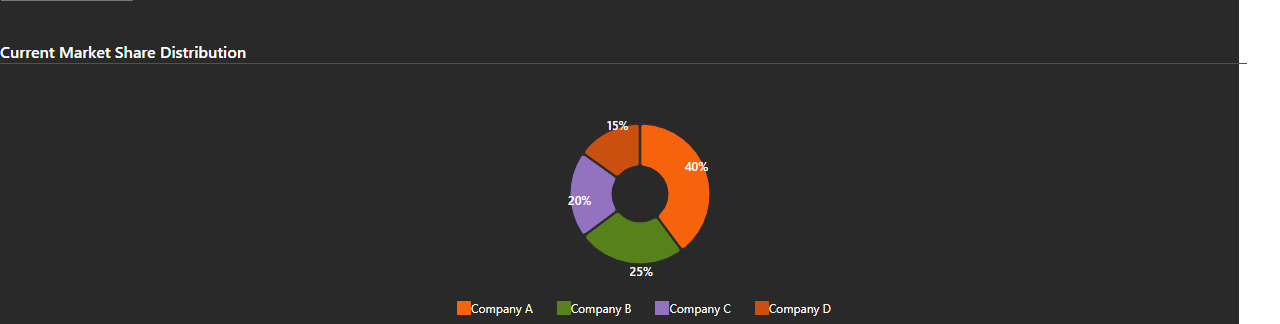 Current Market Share Distribution
15%
40%
20%
25%
Company A Company B Company C Company D